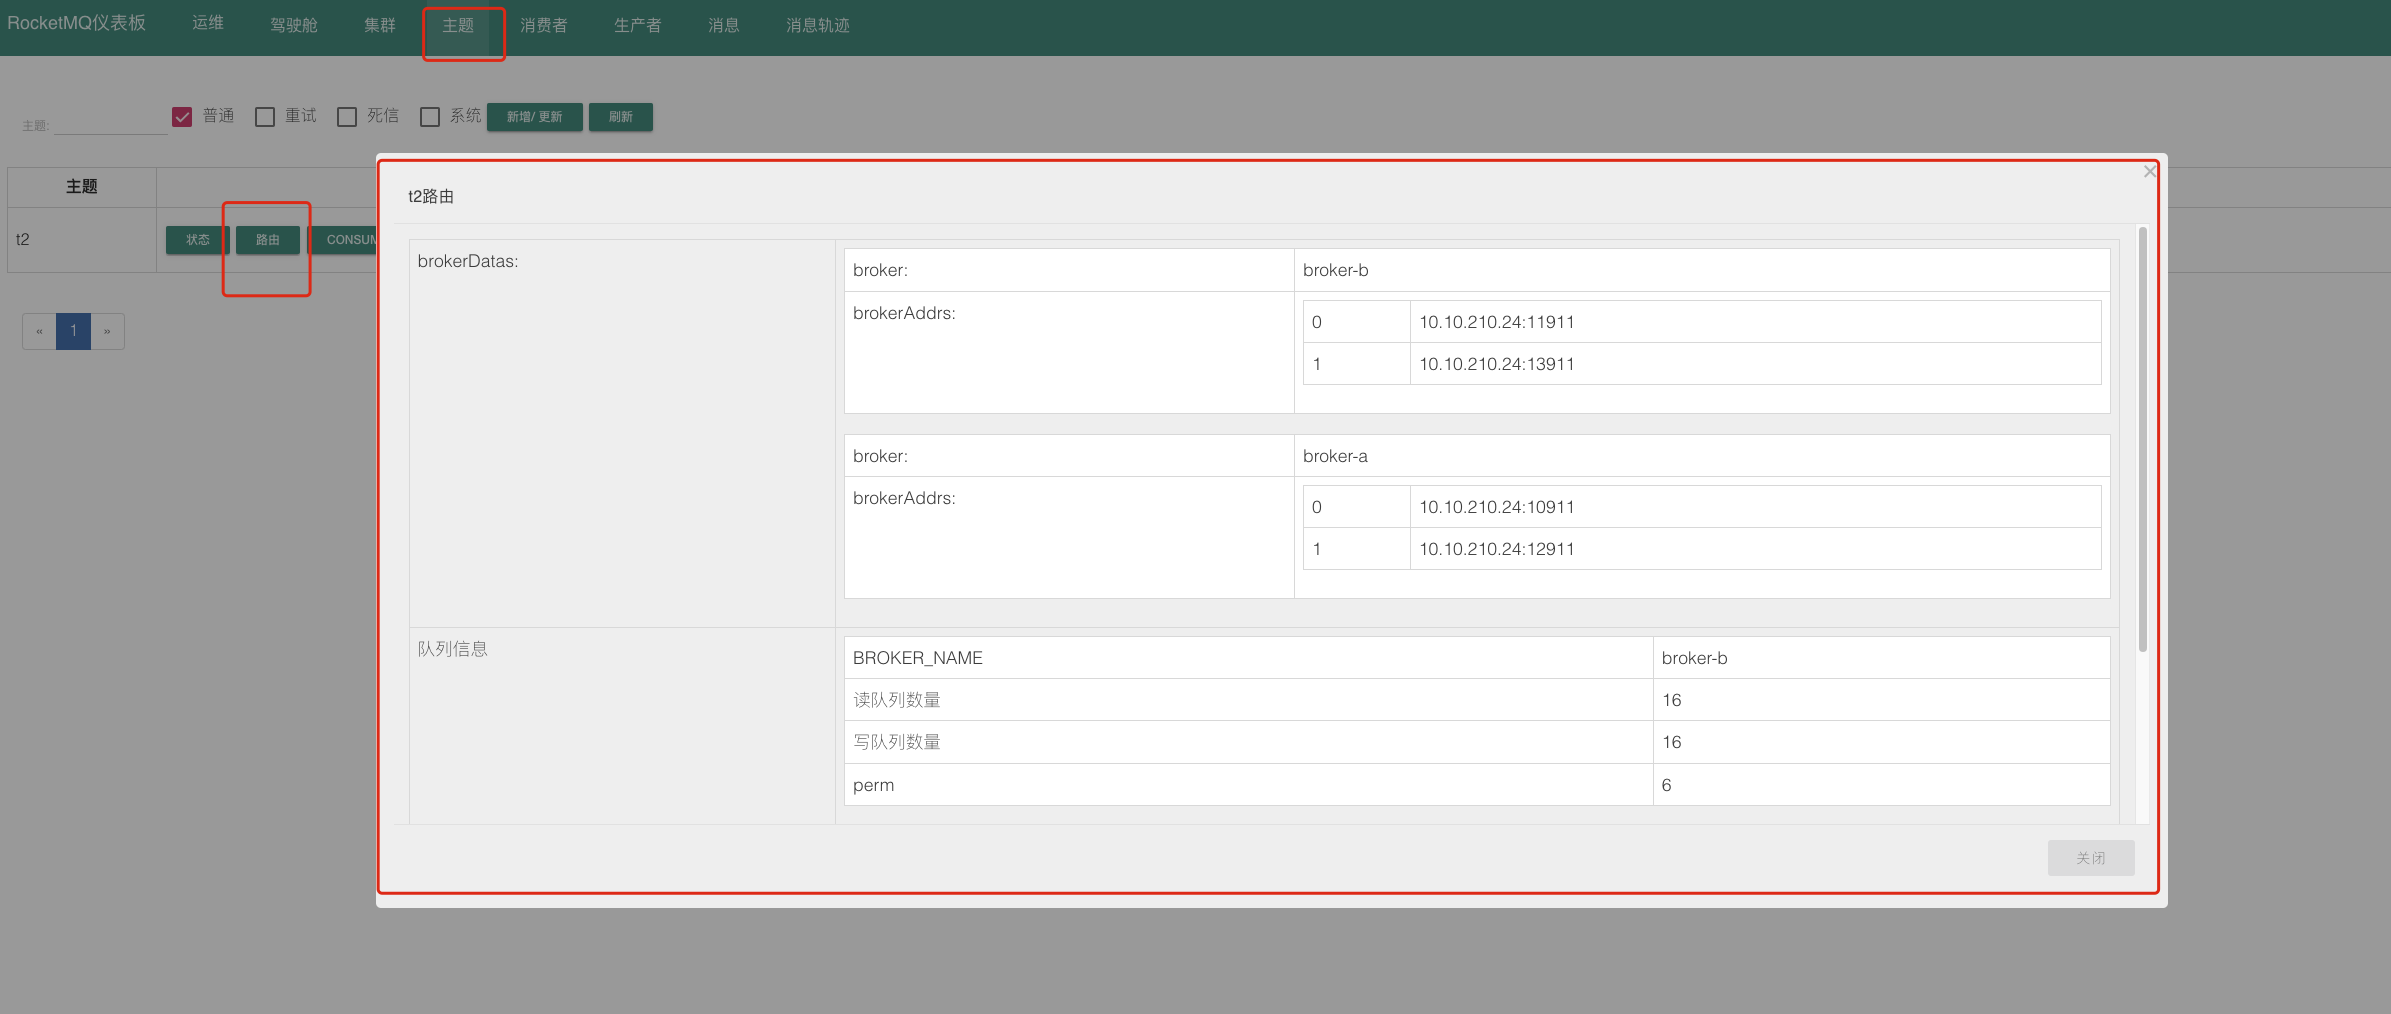 RocketMQ仪表板 运维 驾驶舱 集群 主题 消费者 生产者 消息 消息轨迹
主题: 普通 重试 死信 系统 新增/ 更新 刷新
主题
t2 状态 路由 CONSUM
« 1 »
×
t2路由
brokerDatas:
broker: broker-b
brokerAddrs:
0 10.10.210.24:11911
1 10.10.210.24:13911
broker: broker-a
brokerAddrs:
0 10.10.210.24:10911
1 10.10.210.24:12911
队列信息
BROKER_NAME broker-b
读队列数量 16
写队列数量 16
perm 6
关闭